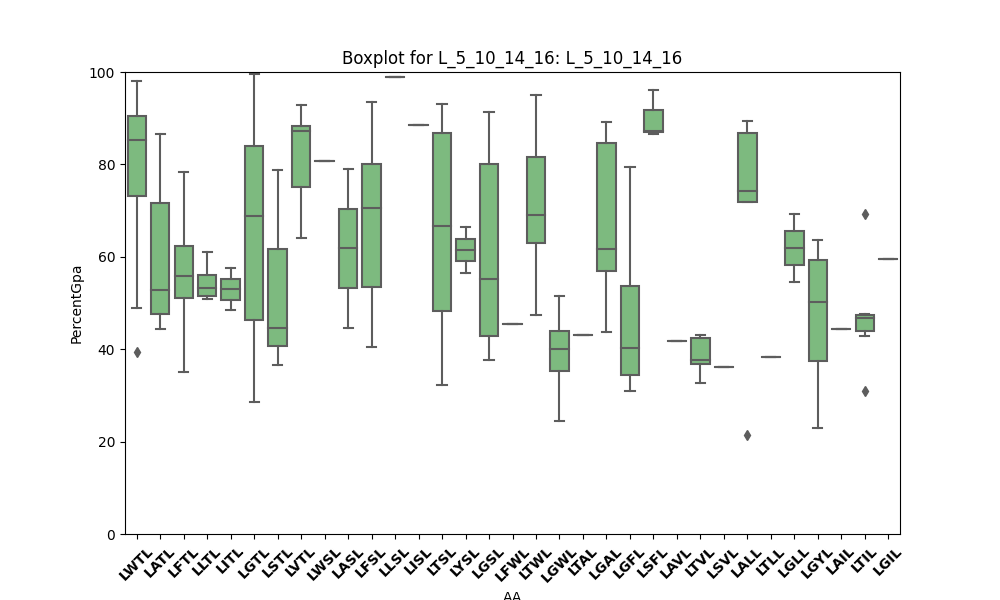 Boxplot for L_5_10_14_16: L_5_10_14_16
100
80
60
40
20
0
PercentGpa
LWTL LATL LFTL LLTL LITL LGTL LSTL LVTL LWSL LASL LFSL LLSL LISL LTSL LYSL LGSL LFWL LTWL LGWL LTAL LGAL LGFL LSFL LAVL LTVL LSVL LALL LTLL LGLL LGYL LAIL LTIL LGIL
AA